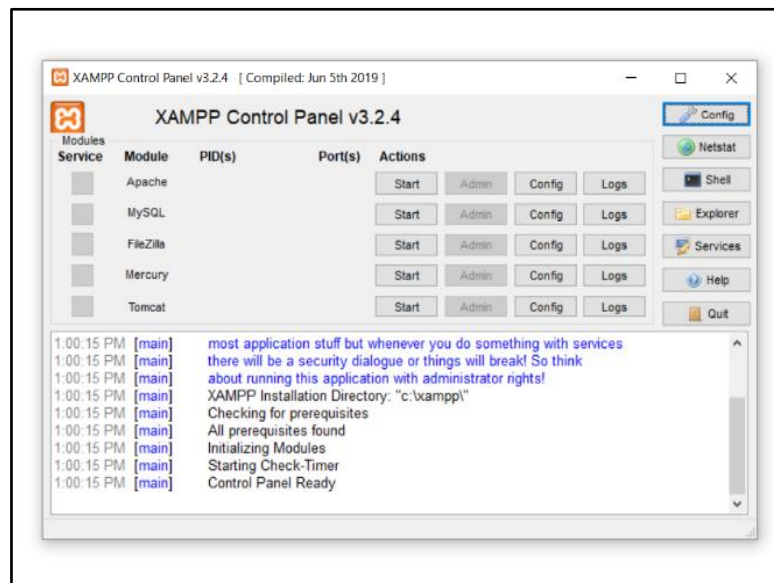 XAMPP Control Panel v3.2.4 [ Compiled: Jun 5th 2019 ]
XAMPP Control Panel v3.2.4
Config
Modules
Netstat
Service Module PID(s) Port(s) Actions
Apache Start Admin Config Logs
Shell
MySQL Start Admin Config Logs
Explorer
FileZilla Start Admin Config Logs
Services
Mercury Start Admin Config Logs
Help
Tomcat Start Admin Config Logs
Quit
1:00:15 PM [main] most application stuff but whenever you do something with services
1:00:15 PM [main] there will be a security dialogue or things will break! So think
1:00:15 PM [main] about running this application with administrator rights!
1:00:15 PM [main] XAMPP Installation Directory: "c:\xampp\"
1:00:15 PM [main] Checking for prerequisites
1:00:15 PM [main] All prerequisites found
1:00:15 PM [main] Initializing Modules
1:00:15 PM [main] Starting Check-Timer
1:00:15 PM [main] Control Panel Ready